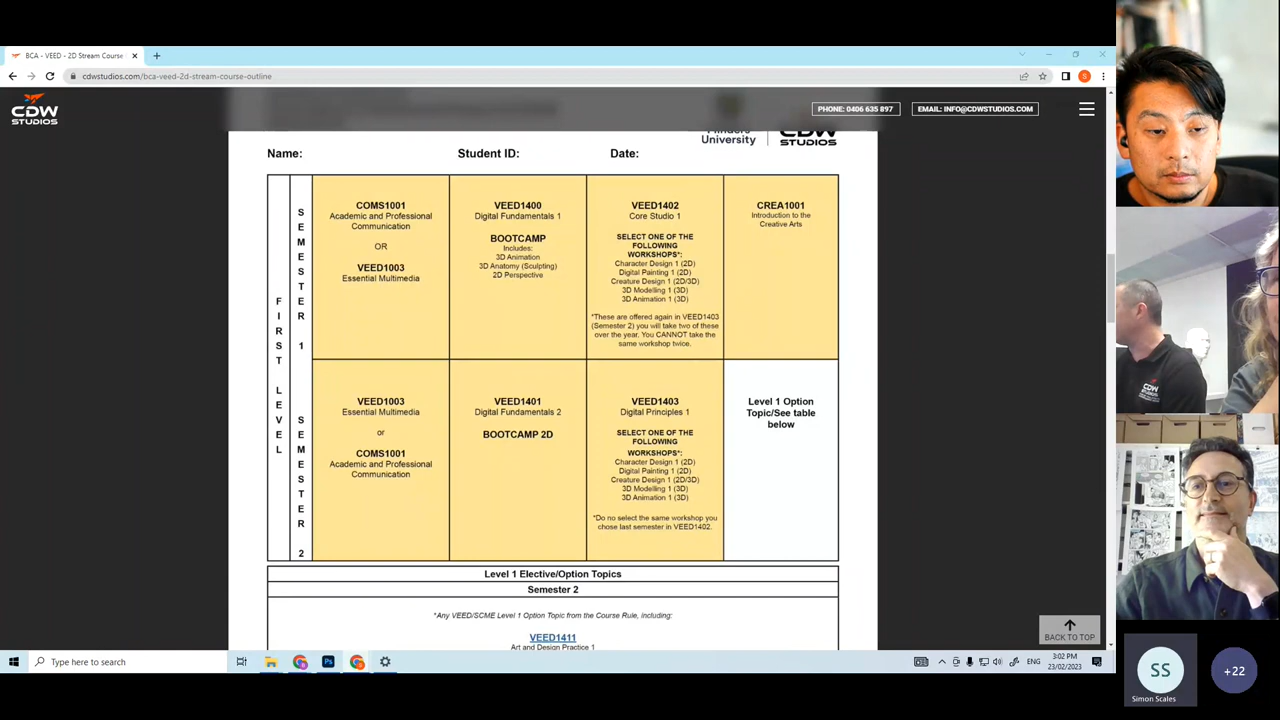 BCA - VEED - 2D Stream Course
cdwstudios.com/bca-veed-2d-stream-course-outline
CDW
STUDIOS
PHONE: 0406 635 897
EMAIL: INFO@CDWSTUDIOS.COM
University
CDW
STUDIOS
Name:
Student ID:
Date:
FIRST LEVEL
SEMESTER 1
COMS1001
Academic and Professional
Communication
OR
VEED1003
Essential Multimedia
VEED1400
Digital Fundamentals 1
BOOTCAMP
Includes:
3D Animation
3D Anatomy (Sculpting)
2D Perspective
VEED1402
Core Studio 1
SELECT ONE OF THE
FOLLOWING
WORKSHOPS*:
Character Design 1 (2D)
Digital Painting 1 (2D)
Creature Design 1 (2D/3D)
3D Modelling 1 (3D)
3D Animation 1 (3D)
*These are offered again in VEED1403
(Semester 2) you will take two of these
over the year. You CANNOT take the
same workshop twice.
CREA1001
Introduction to the
Creative Arts
SEMESTER 2
VEED1003
Essential Multimedia
or
COMS1001
Academic and Professional
Communication
VEED1401
Digital Fundamentals 2
BOOTCAMP 2D
VEED1403
Digital Principles 1
SELECT ONE OF THE
FOLLOWING
WORKSHOPS*:
Character Design 1 (2D)
Digital Painting 1 (2D)
Creature Design 1 (2D/3D)
3D Modelling 1 (3D)
3D Animation 1 (3D)
*Do no select the same workshop you
chose last semester in VEED1402.
Level 1 Option
Topic/See table
below
Level 1 Elective/Option Topics
Semester 2
*Any VEED/SCME Level 1 Option Topic from the Course Rule, including:
VEED1411
Art and Design Practice 1
BACK TO TOP
Type here to search
ENG
3:02 PM
23/02/2023
CDW
SS
Simon Scales
+22